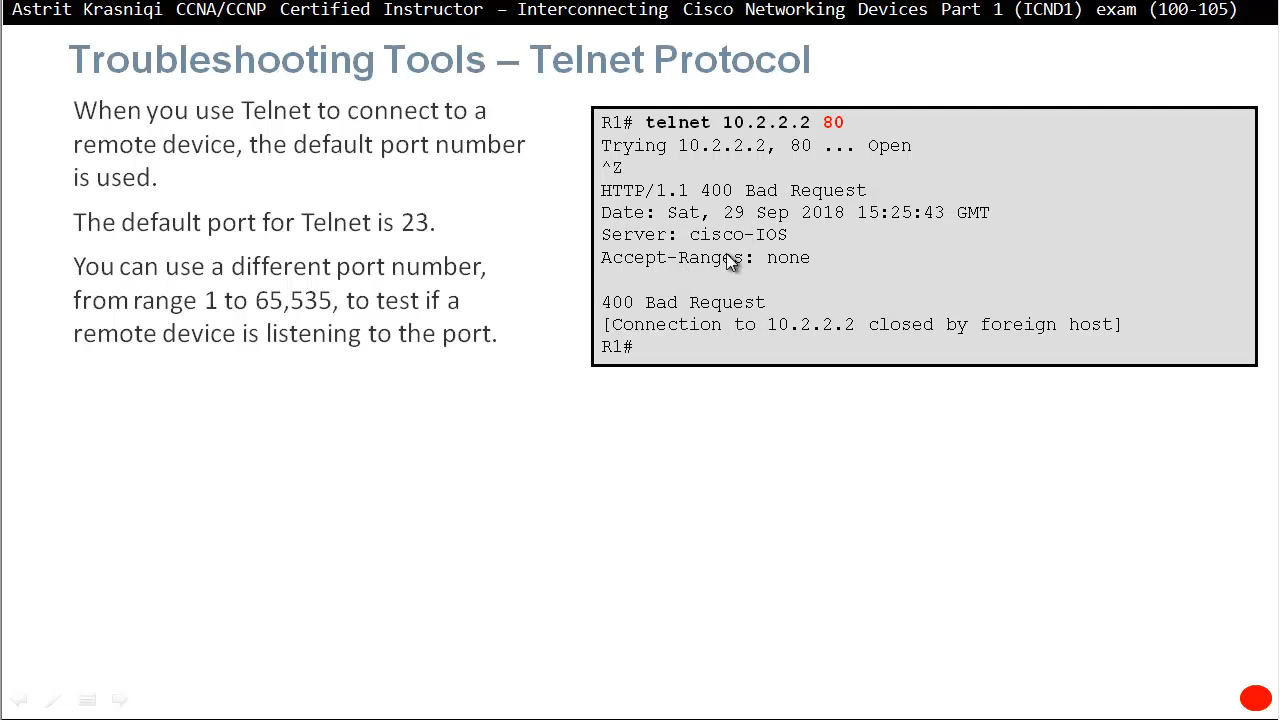 Astrit Krasniqi CCNA/CCNP Certified Instructor – Interconnecting Cisco Networking Devices Part 1 (ICND1) exam (100-105)
Troubleshooting Tools – Telnet Protocol
When you use Telnet to connect to a
remote device, the default port number
is used.
The default port for Telnet is 23.
You can use a different port number,
from range 1 to 65,535, to test if a
remote device is listening to the port.
R1# telnet 10.2.2.2 80
Trying 10.2.2.2, 80 ... Open
^Z
HTTP/1.1 400 Bad Request
Date: Sat, 29 Sep 2018 15:25:43 GMT
Server: cisco-IOS
Accept-Ranges: none
400 Bad Request
[Connection to 10.2.2.2 closed by foreign host]
R1#